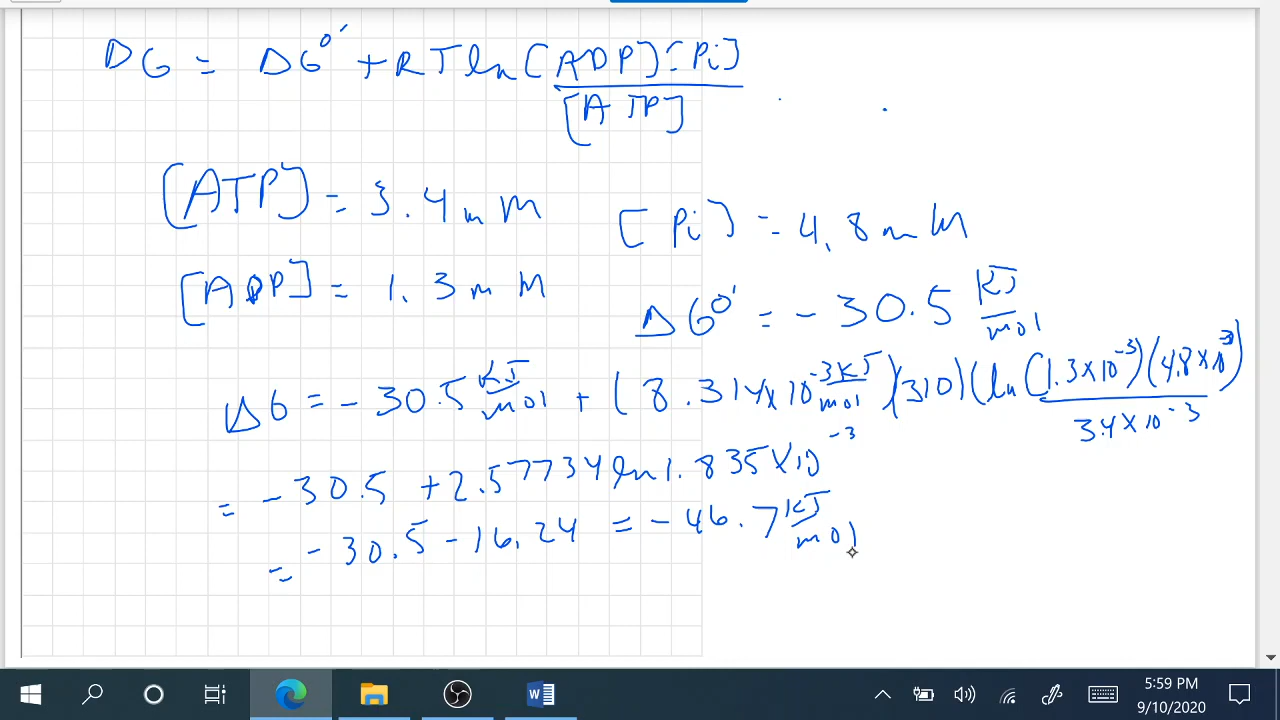 ΔG = ΔG⁰′ + RT ln [ADP][Pi]
[ATP]
[ATP] = 3.4 mM
[Pi] = 4.8 mM
[ADP] = 1.3 mM
ΔG⁰′ = - 30.5 KJ/mol
ΔG = - 30.5 KJ/mol + (8.314×10⁻³ KJ/mol)(310)(ln (1.3×10⁻³)(4.8×10⁻³)
3.4×10⁻³
= - 30.5 + 2.57734 ln 1.835×10⁻³
= - 30.5 - 16.24 = - 46.7 KJ/mol
5:59 PM
9/10/2020